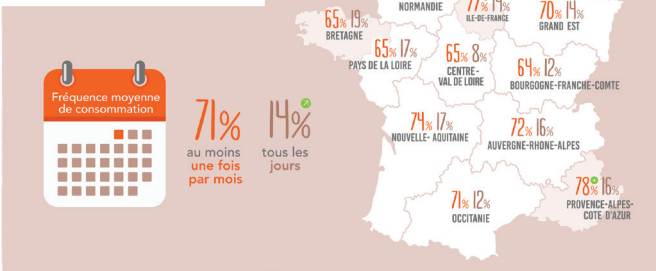 NORMANDIE
77% 19%
ILE-DE-FRANCE
70% 14%
GRAND EST
65% 19%
BRETAGNE
65% 17%
PAYS DE LA LOIRE
65% 8%
CENTRE-
VAL DE LOIRE
64% 12%
BOURGOGNE-FRANCHE-COMTE
Fréquence moyenne
de consommation
71%
au moins
une fois
par mois
14%
tous les
jours
74% 17%
NOUVELLE- AQUITAINE
72% 16%
AUVERGNE-RHONE-ALPES
71% 12%
OCCITANIE
78% 16%
PROVENCE-ALPES-
COTE D'AZUR